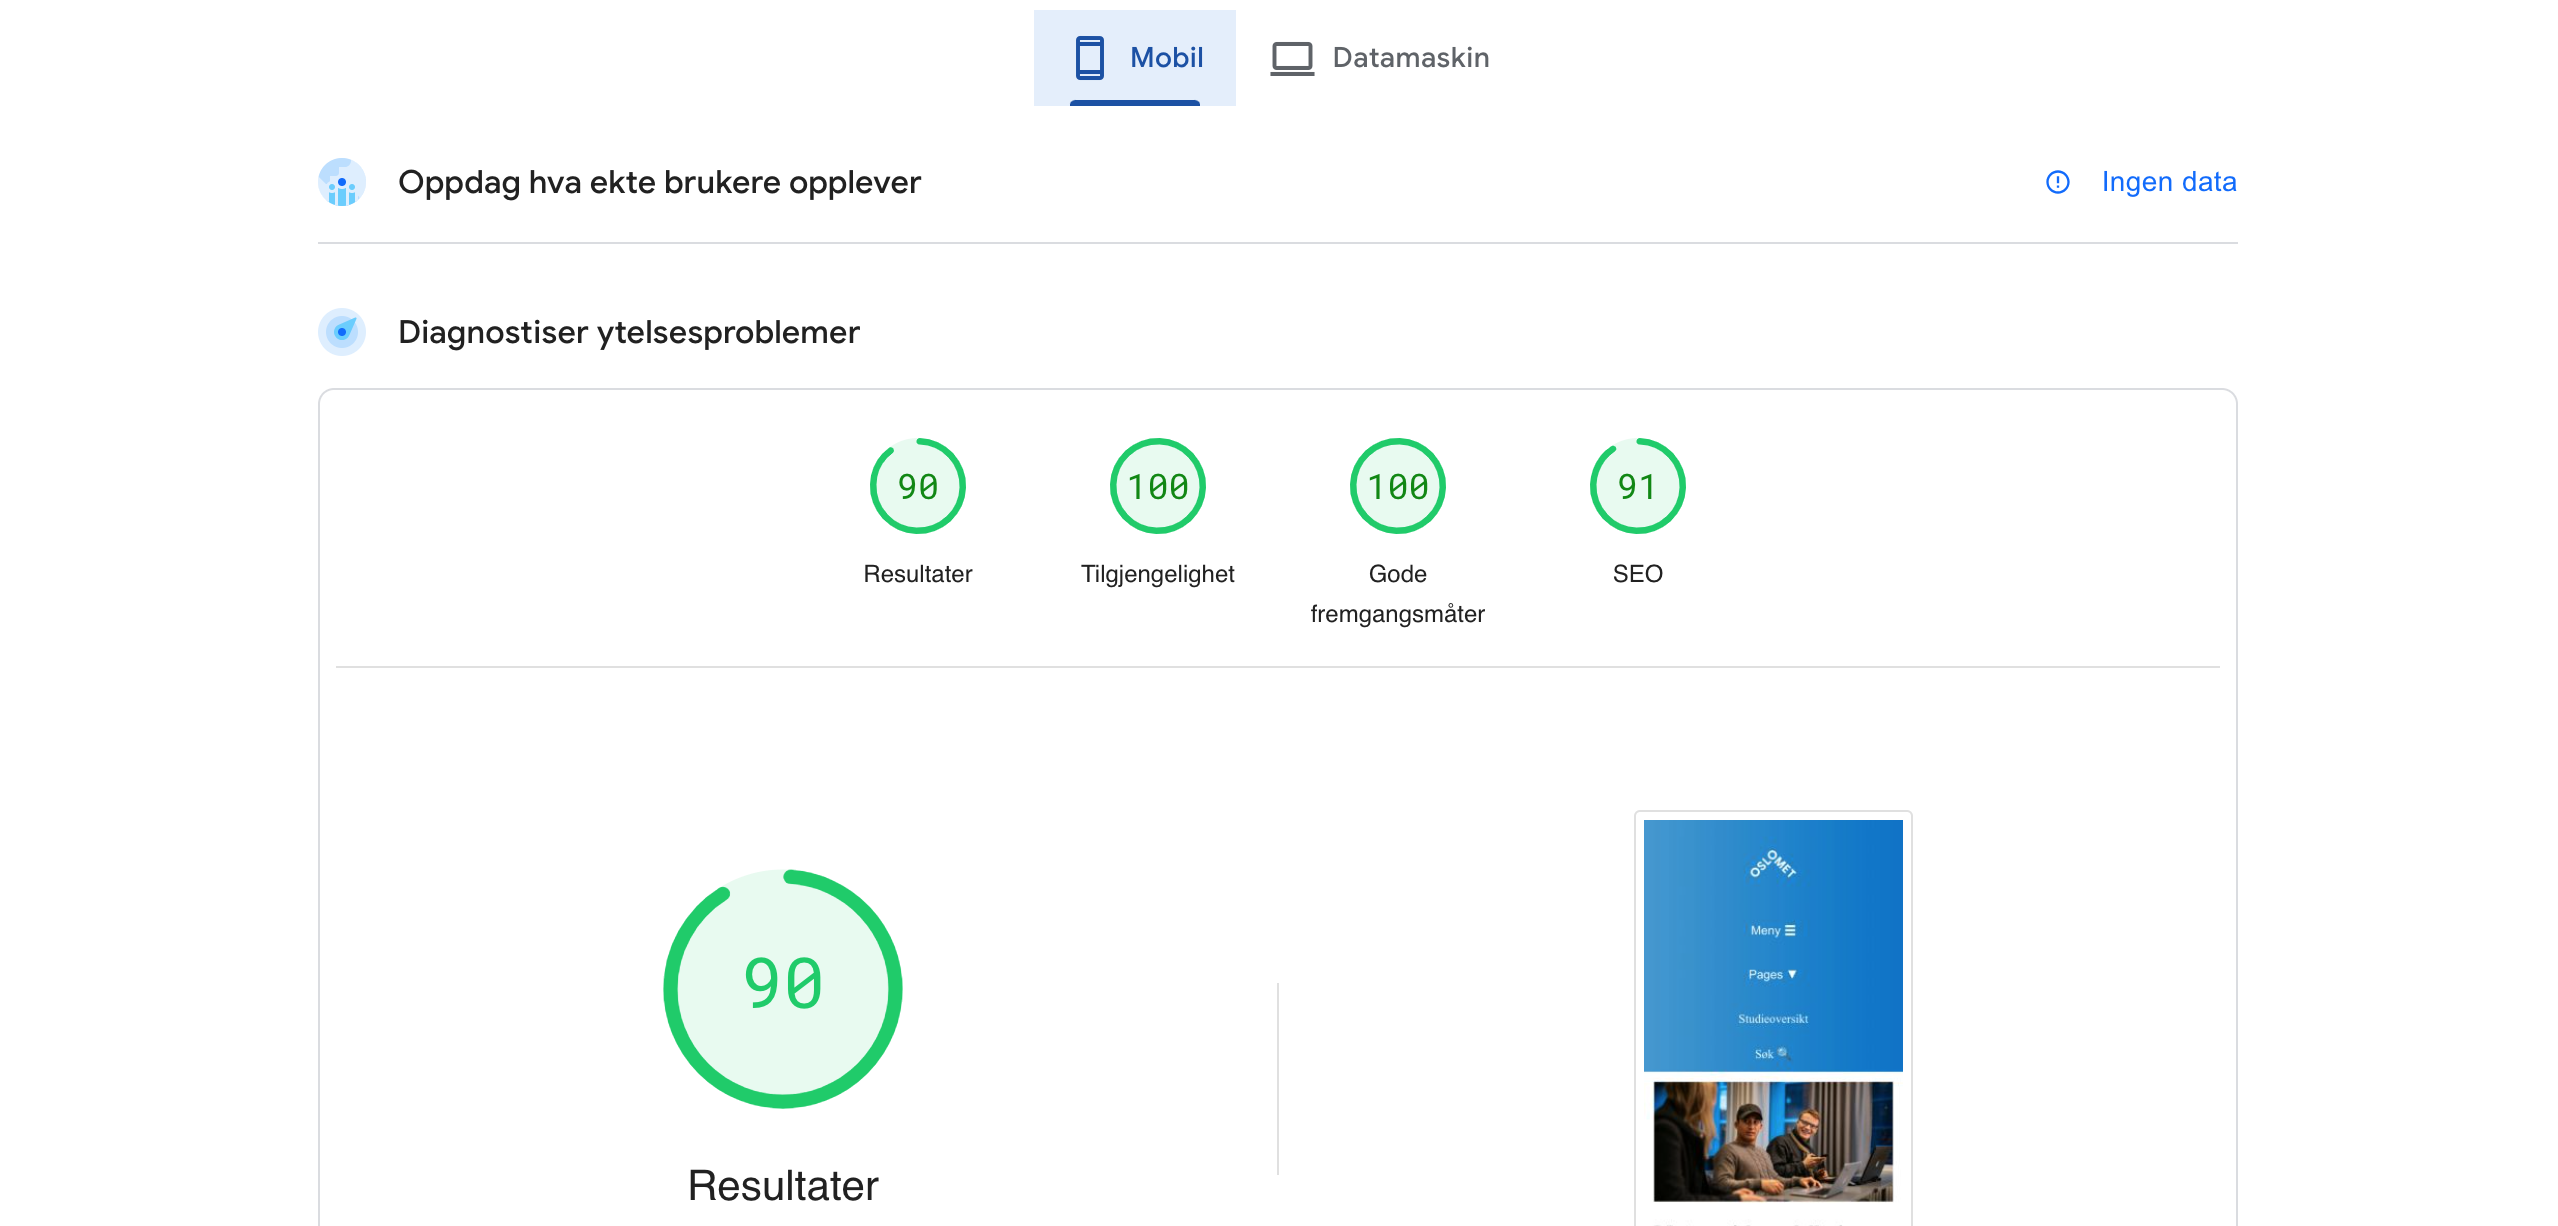 Mobil
Datamaskin
Oppdag hva ekte brukere opplever
Ingen data
Diagnostiser ytelsesproblemer
90
100
100
91
Resultater
Tilgjengelighet
Gode
fremgangsmåter
SEO
90
Resultater
OSLOMET
Meny ☰
Pages ▼
Studieoversikt
Søk 🔍